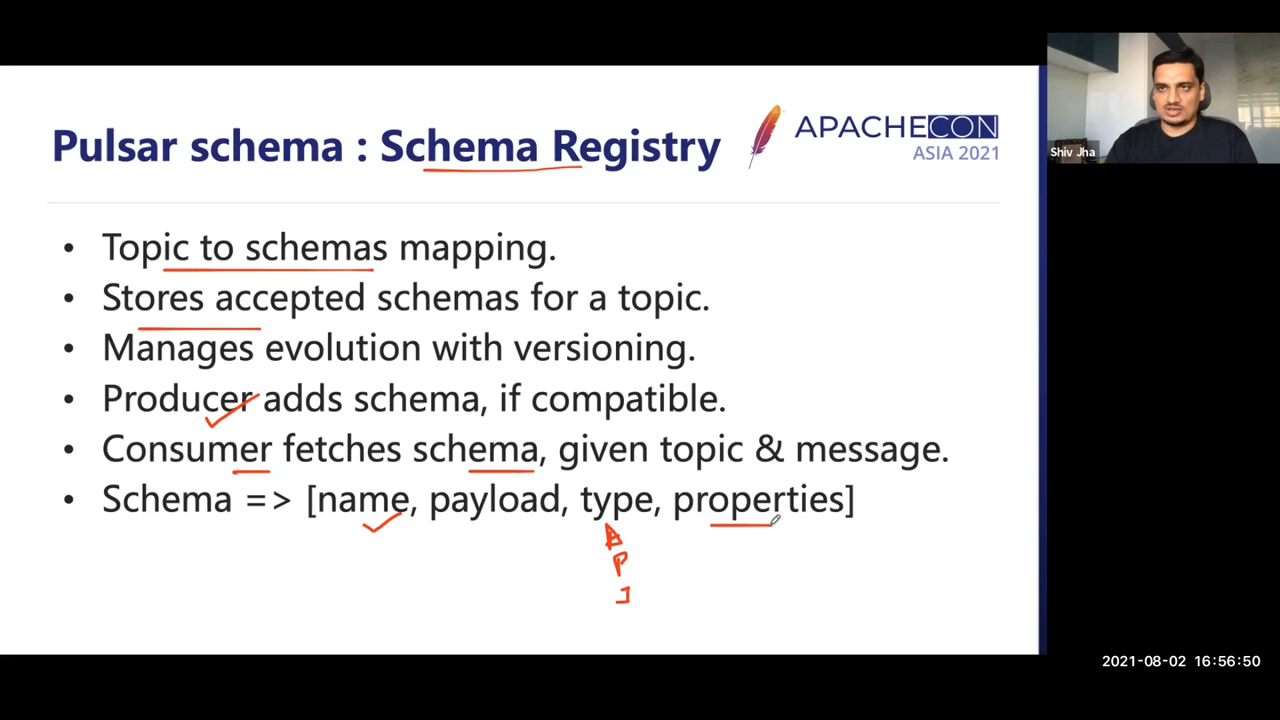 Pulsar schema : Schema Registry
APACHECON
ASIA 2021
Shiv Jha
• Topic to schemas mapping.
• Stores accepted schemas for a topic.
• Manages evolution with versioning.
• Producer adds schema, if compatible.
• Consumer fetches schema, given topic & message.
• Schema => [name, payload, type, properties]
A
P
J
2021-08-02 16:56:50